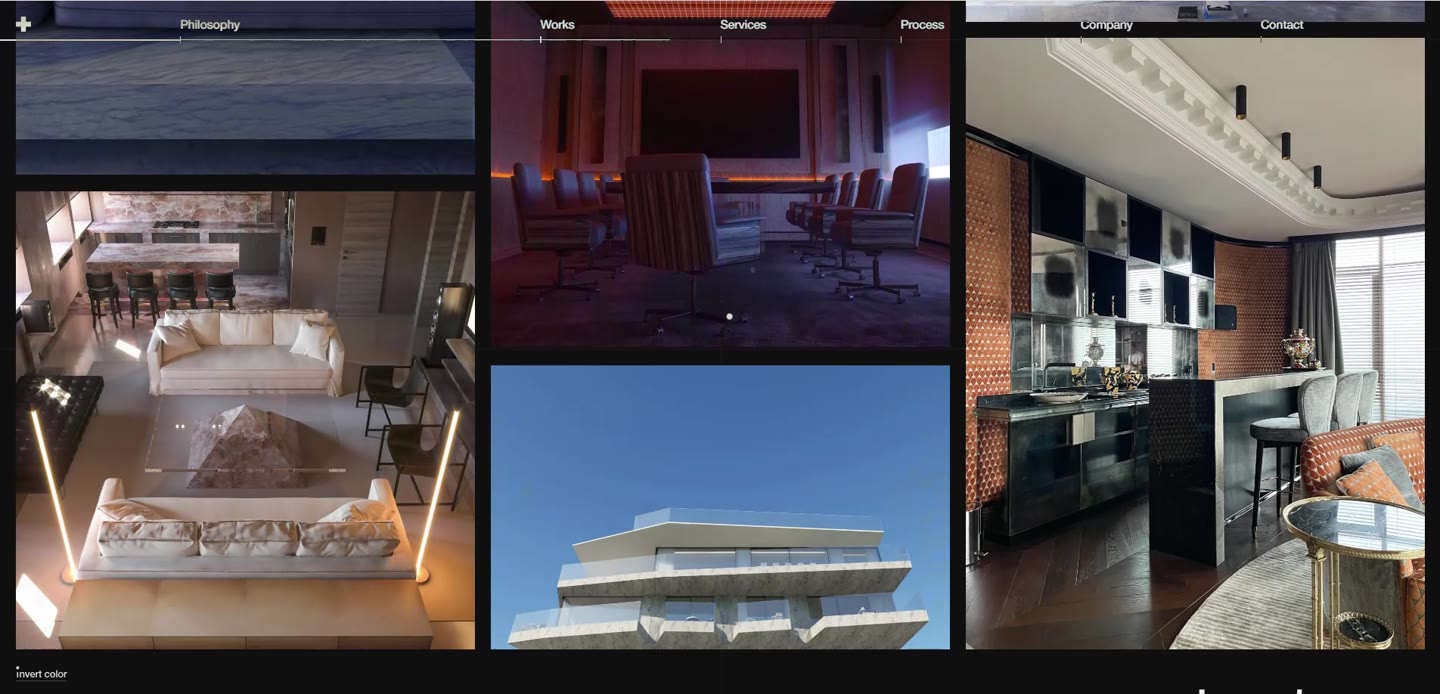 Philosophy
Works
Services
Process
Company
Contact
invert color